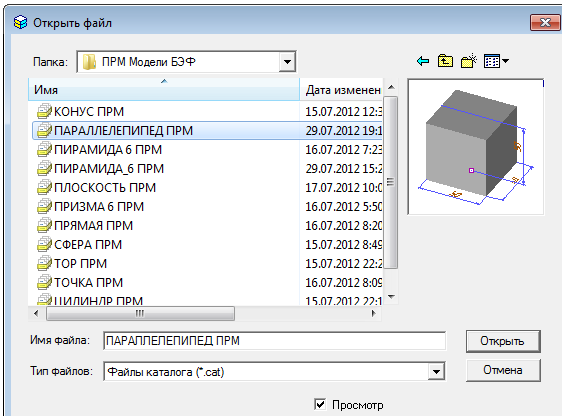 Открыть файл
Папка: ПРМ Модели БЭФ
Имя Дата изменен
КОНУС ПРМ 15.07.2012 12:3
ПАРАЛЛЕЛЕПИПЕД ПРМ 29.07.2012 19:1
ПИРАМИДА 6 ПРМ 16.07.2012 7:23
ПИРАМИДА_6 ПРМ 29.07.2012 15:2
ПЛОСКОСТЬ ПРМ 17.07.2012 10:0
ПРИЗМА 6 ПРМ 16.07.2012 5:50
ПРЯМАЯ ПРМ 16.07.2012 8:20
СФЕРА ПРМ 15.07.2012 8:49
ТОР ПРМ 15.07.2012 22:2
ТОЧКА ПРМ 16.07.2012 8:09
ЦИЛИНДР ПРМ 15.07.2012 22:1
Имя файла: ПАРАЛЛЕЛЕПИПЕД ПРМ Открыть
Тип файлов: Файлы каталога (*.cat) Отмена
Просмотр